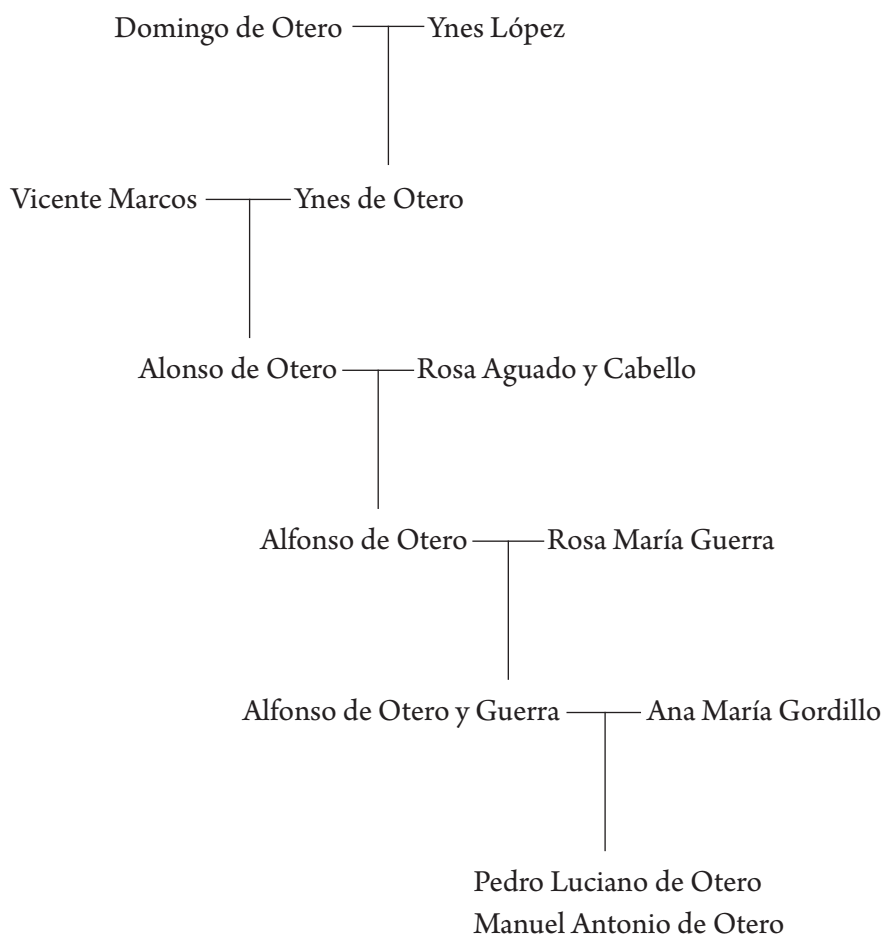 Domingo de Otero Ynes López
Vicente Marcos Ynes de Otero
Alonso de Otero Rosa Aguado y Cabello
Alfonso de Otero Rosa María Guerra
Alfonso de Otero y Guerra Ana María Gordillo
Pedro Luciano de Otero
Manuel Antonio de Otero